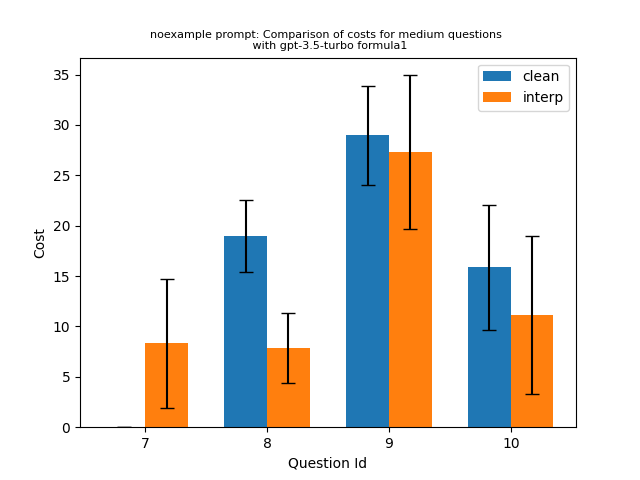 noexample prompt: Comparison of costs for medium questions
with gpt-3.5-turbo formula1
clean
interp
35
30
25
20
15
10
5
0
Cost
7 8 9 10
Question Id